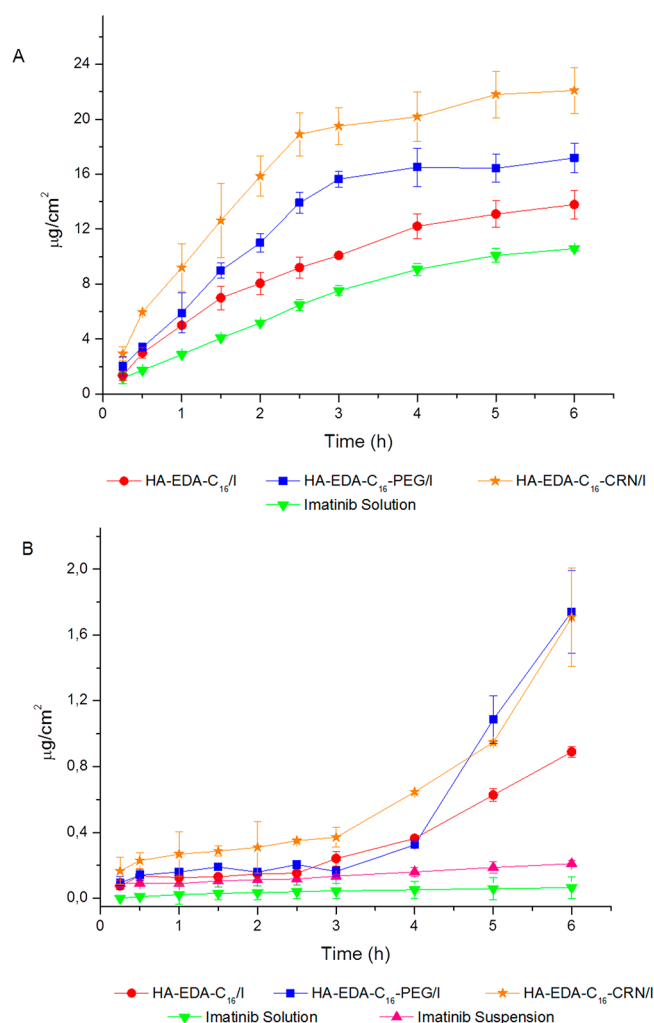 A
24
20
16
12
8
4
0
μg/cm²
0 1 2 3 4 5 6
Time (h)
HA-EDA-C₁₆/I HA-EDA-C₁₆-PEG/I HA-EDA-C₁₆-CRN/I
Imatinib Solution
B
2,0
1,6
1,2
0,8
0,4
0,0
μg/cm²
0 1 2 3 4 5 6
Time (h)
HA-EDA-C₁₆/I HA-EDA-C₁₆-PEG/I HA-EDA-C₁₆-CRN/I
Imatinib Solution Imatinib Suspension